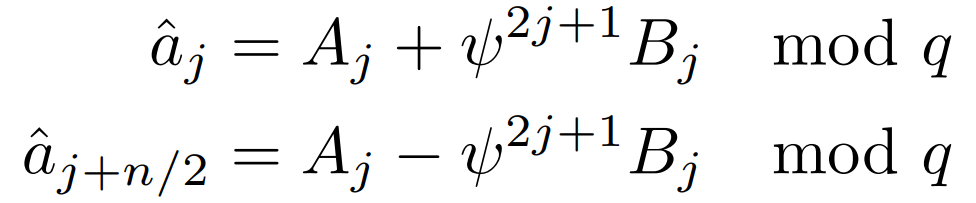 â_j = A_j + ψ^{2j+1} B_j mod q
â_{j+n/2} = A_j − ψ^{2j+1} B_j mod q